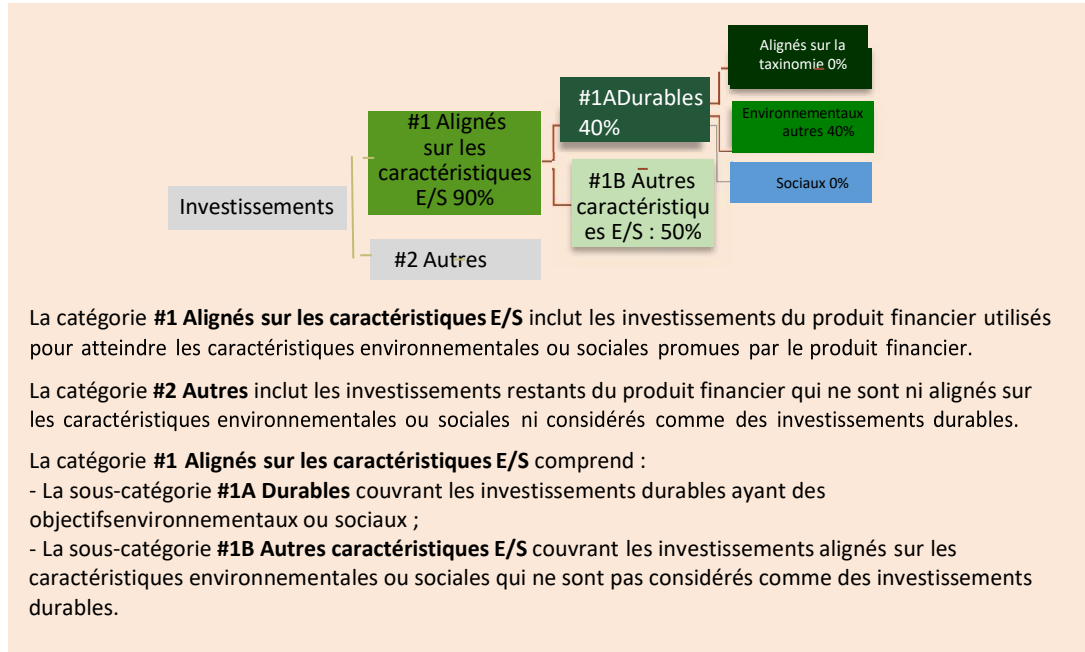 Alignés sur la
taxinomie 0%
#1ADurables
40%
Environnementaux
autres 40%
#1 Alignés
sur les
caractéristiques
E/S 90%
#1B Autres
caractéristiqu
es E/S : 50%
Sociaux 0%
Investissements
#2 Autres
La catégorie #1 Alignés sur les caractéristiques E/S inclut les investissements du produit financier utilisés
pour atteindre les caractéristiques environnementales ou sociales promues par le produit financier.
La catégorie #2 Autres inclut les investissements restants du produit financier qui ne sont ni alignés sur
les caractéristiques environnementales ou sociales ni considérés comme des investissements durables.
La catégorie #1 Alignés sur les caractéristiques E/S comprend :
- La sous-catégorie #1A Durables couvrant les investissements durables ayant des
objectifsenvironnementaux ou sociaux ;
- La sous-catégorie #1B Autres caractéristiques E/S couvrant les investissements alignés sur les
caractéristiques environnementales ou sociales qui ne sont pas considérés comme des investissements
durables.